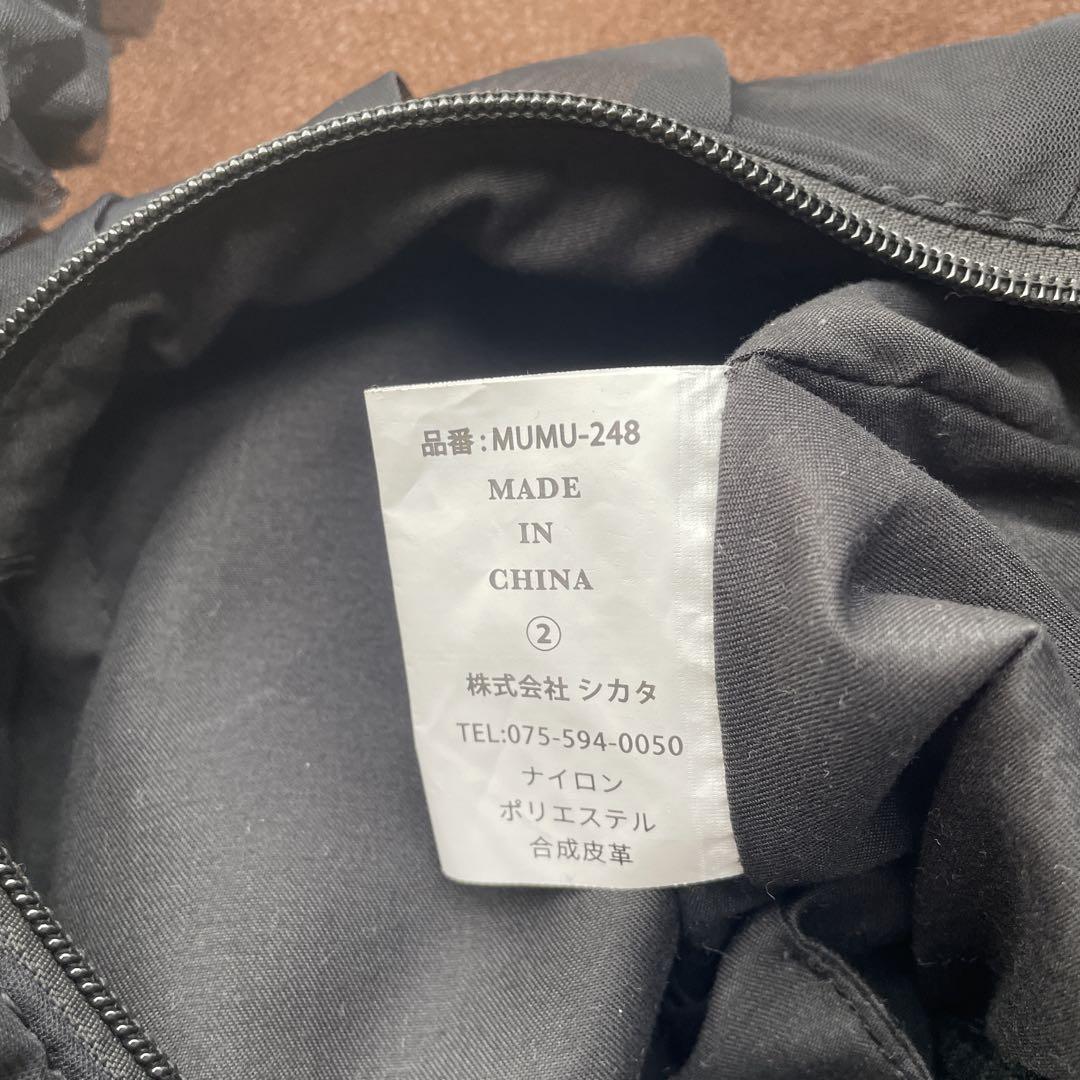 品番:MUMU-248
MADE
IN
CHINA
②
株式会社 シカタ
TEL:075-594-0050
ナイロン
ポリエステル
合成皮革